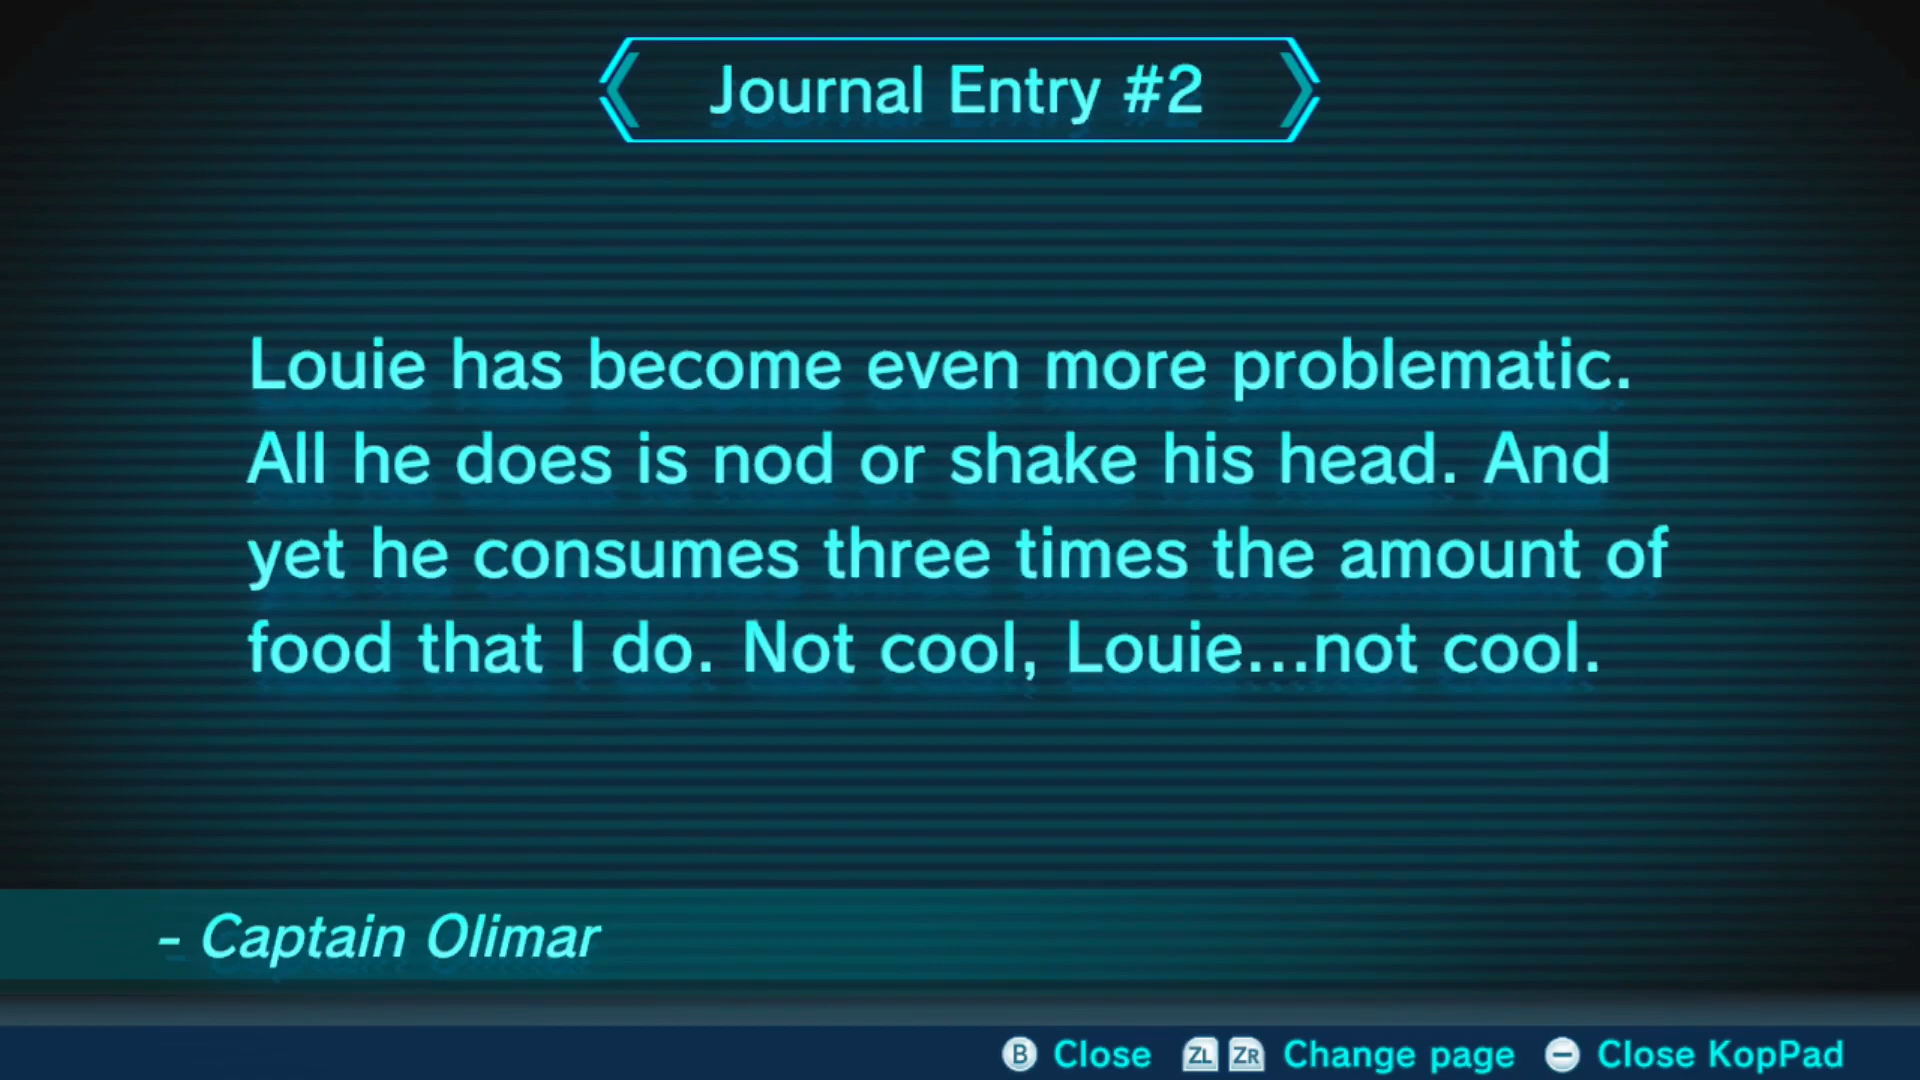 Journal Entry #2
Louie has become even more problematic.
All he does is nod or shake his head. And
yet he consumes three times the amount of
food that I do. Not cool, Louie...not cool.
- Captain Olimar
B Close ZL ZR Change page − Close KopPad